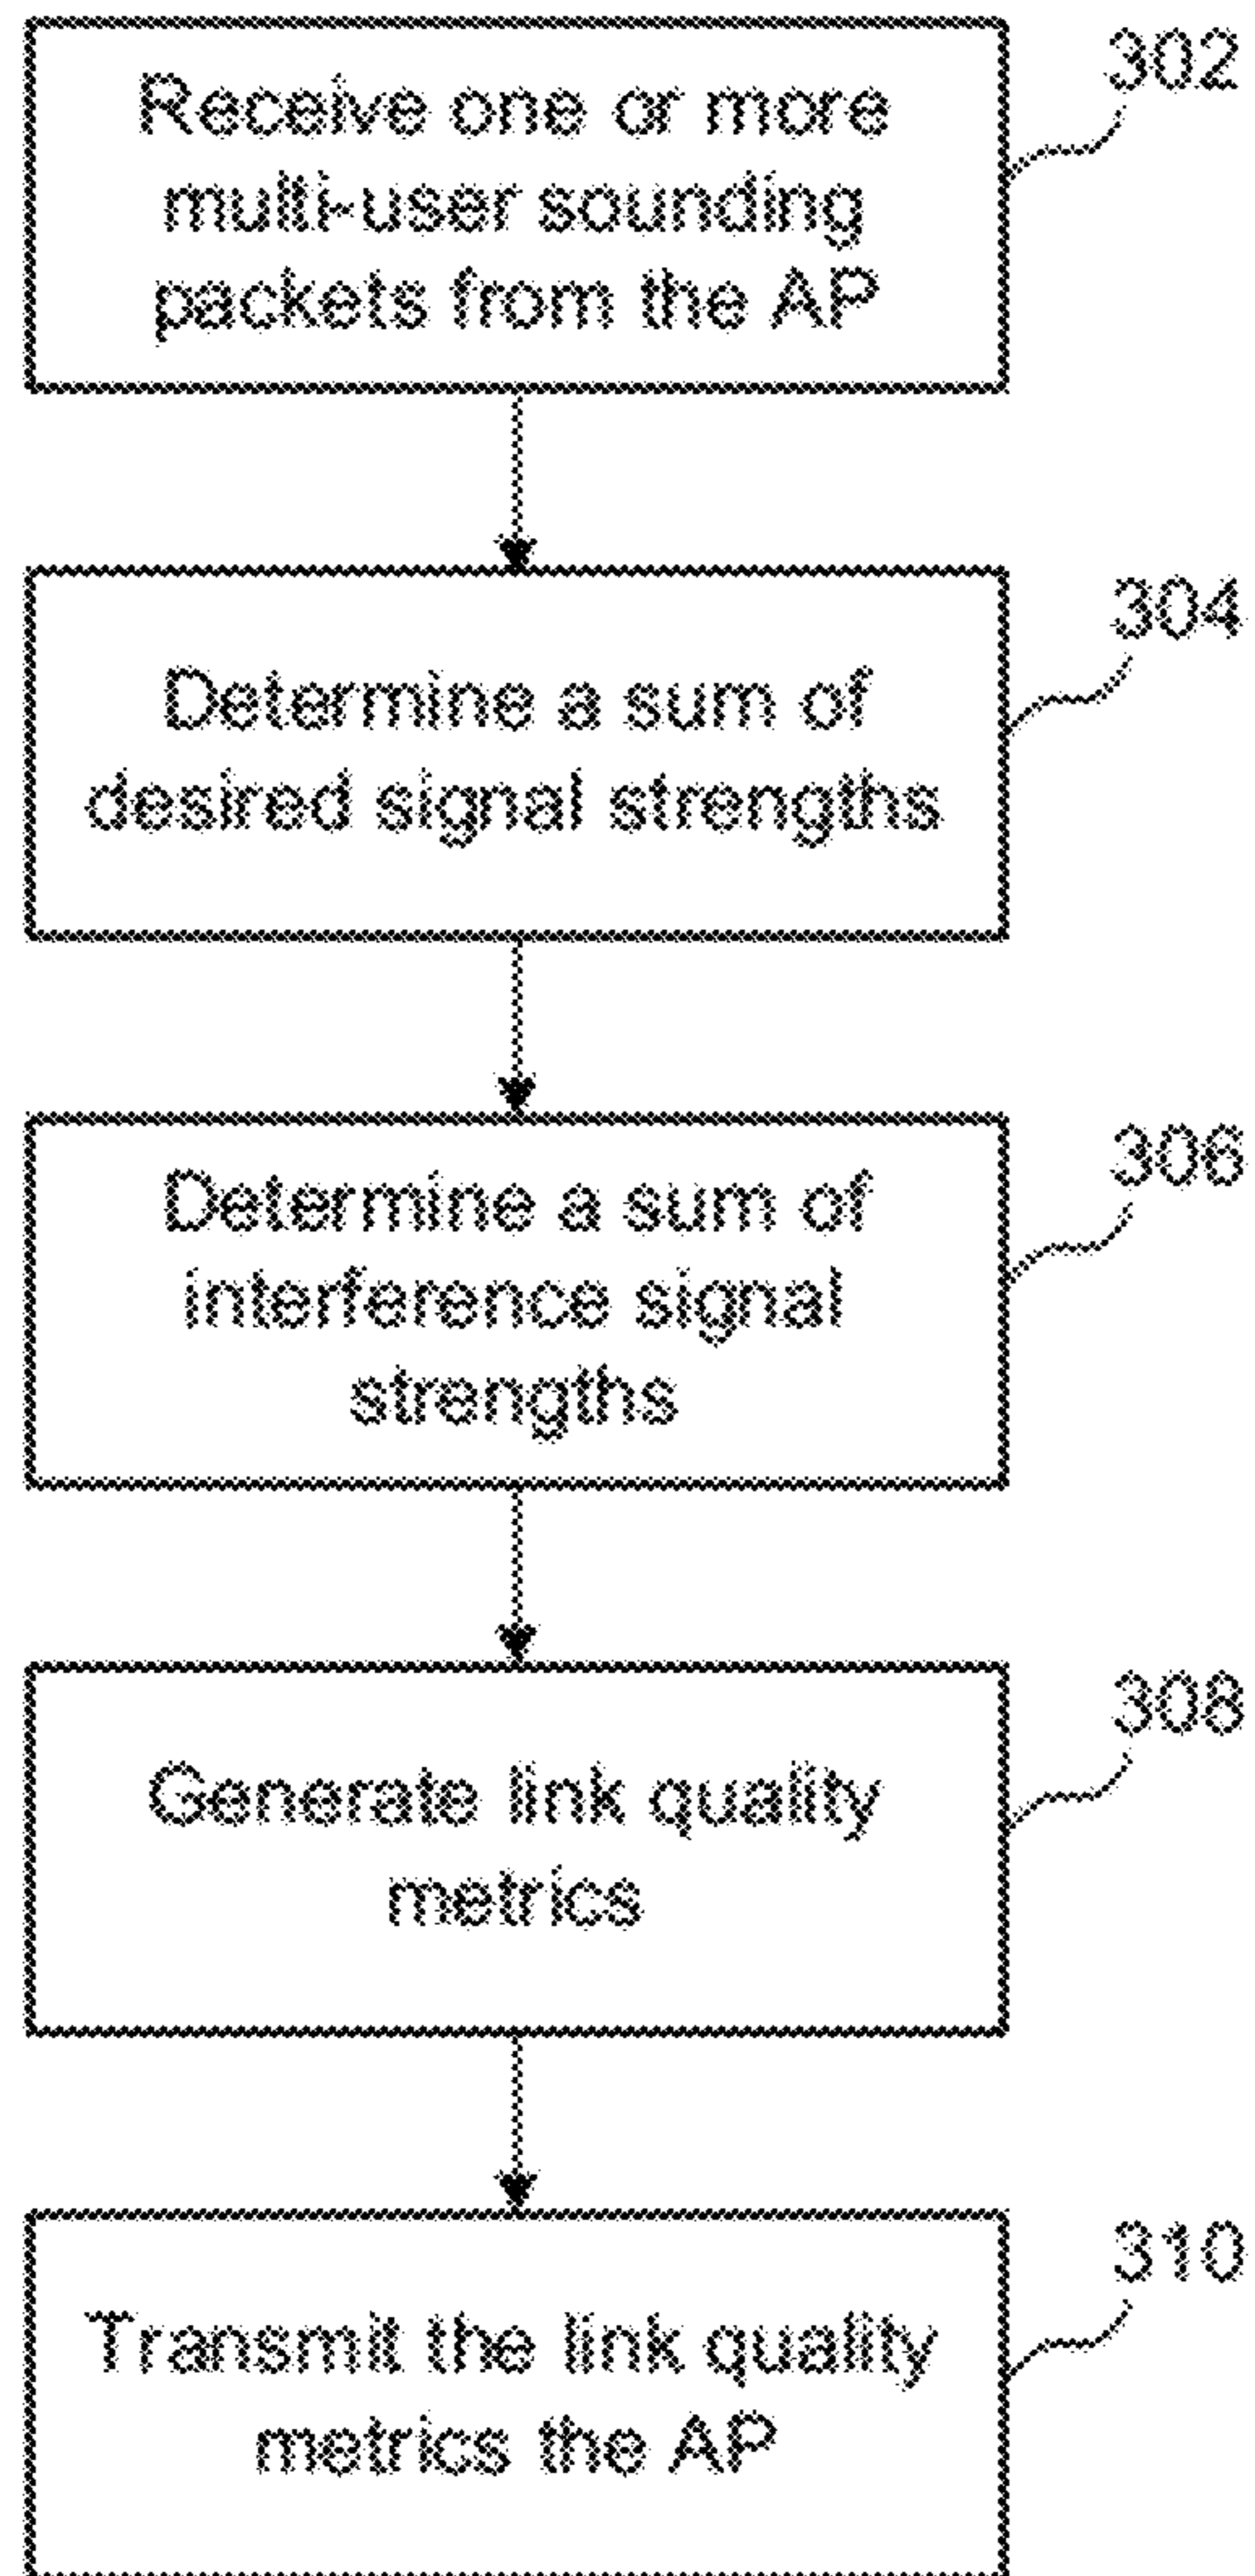 302
Receive one or more
multi-user sounding
packets from the AP
304
Determine a sum of
desired signal strengths
306
Determine a sum of
interference signal
strengths
308
Generate link quality
metrics
310
Transmit the link quality
metrics the AP